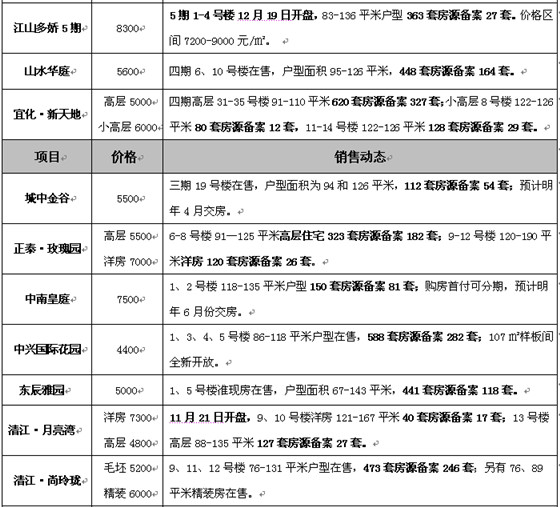 江山多娇 5 期
8300
5 期 1-4 号楼 12 月 19 日开盘，83-136 平米户型 363 套房源备案 27 套。价格区
间 7200-9000 元/㎡。
山水华庭
5600
四期 6、10 号楼在售，户型面积 95-126 平米，448 套房源备案 164 套。
宜化·新天地
高层 5000
小高层 6000
四期高层 31-35 号楼 91-110 平米 620 套房源备案 327 套；小高层 8 号楼 122-126
平米 80 套房源备案 12 套，11-14 号楼 122-126 平米 128 套房源备案 29 套。
项目
价格
销售动态
城中金谷
5500
三期 19 号楼在售，户型面积为 94 和 126 平米，112 套房源备案 54 套；预计明
年 4 月交房。
正泰·玫瑰园
高层 5500
洋房 7000
6-8 号楼 91—125 平米高层住宅 323 套房源备案 182 套；9-12 号楼 120-190 平
米洋房 120 套房源备案 26 套。
中南皇庭
7500
1、2 号楼 118-135 平米户型 150 套房源备案 81 套；购房首付可分期，预计明
年 6 月份交房。
中兴国际花园
4400
1、3、4、5 号楼 86-118 平米户型在售，588 套房源备案 282 套；107 ㎡样板间
全新开放。
东辰雅园
5000
1、5 号楼准现房在售，户型面积 67-143 平米，441 套房源备案 118 套。
清江·月亮湾
洋房 7300
高层 4800
11 月 21 日开盘，9、10 号楼洋房 121-167 平米 40 套房源备案 17 套；13 号楼
高层 88-135 平米 127 套房源备案 27 套。
清江·尚玲珑
毛坯 5200
精装 6000
9、11、12 号楼 76-131 平米户型在售，473 套房源备案 246 套；另有 76、89
平米精装房在售。